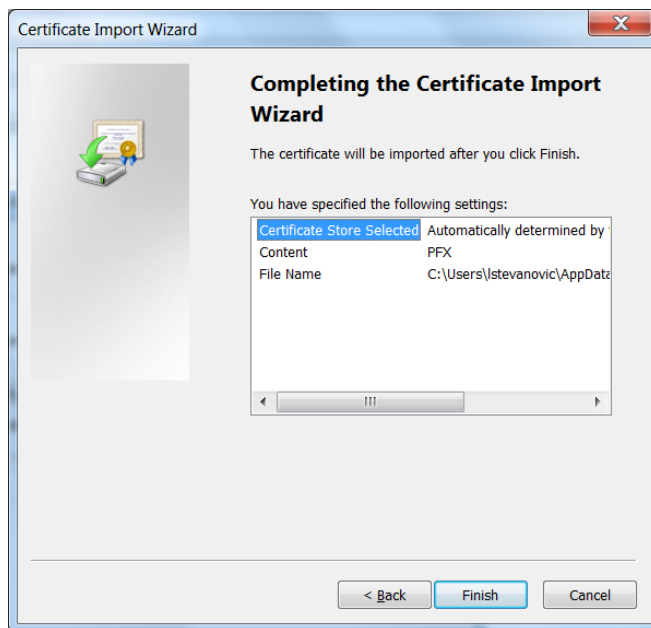 Certificate Import Wizard
Completing the Certificate Import
Wizard
The certificate will be imported after you click Finish.
You have specified the following settings:
Certificate Store Selected Automatically determined by
Content PFX
File Name C:\Users\lstevanovic\AppData
< Back Finish Cancel